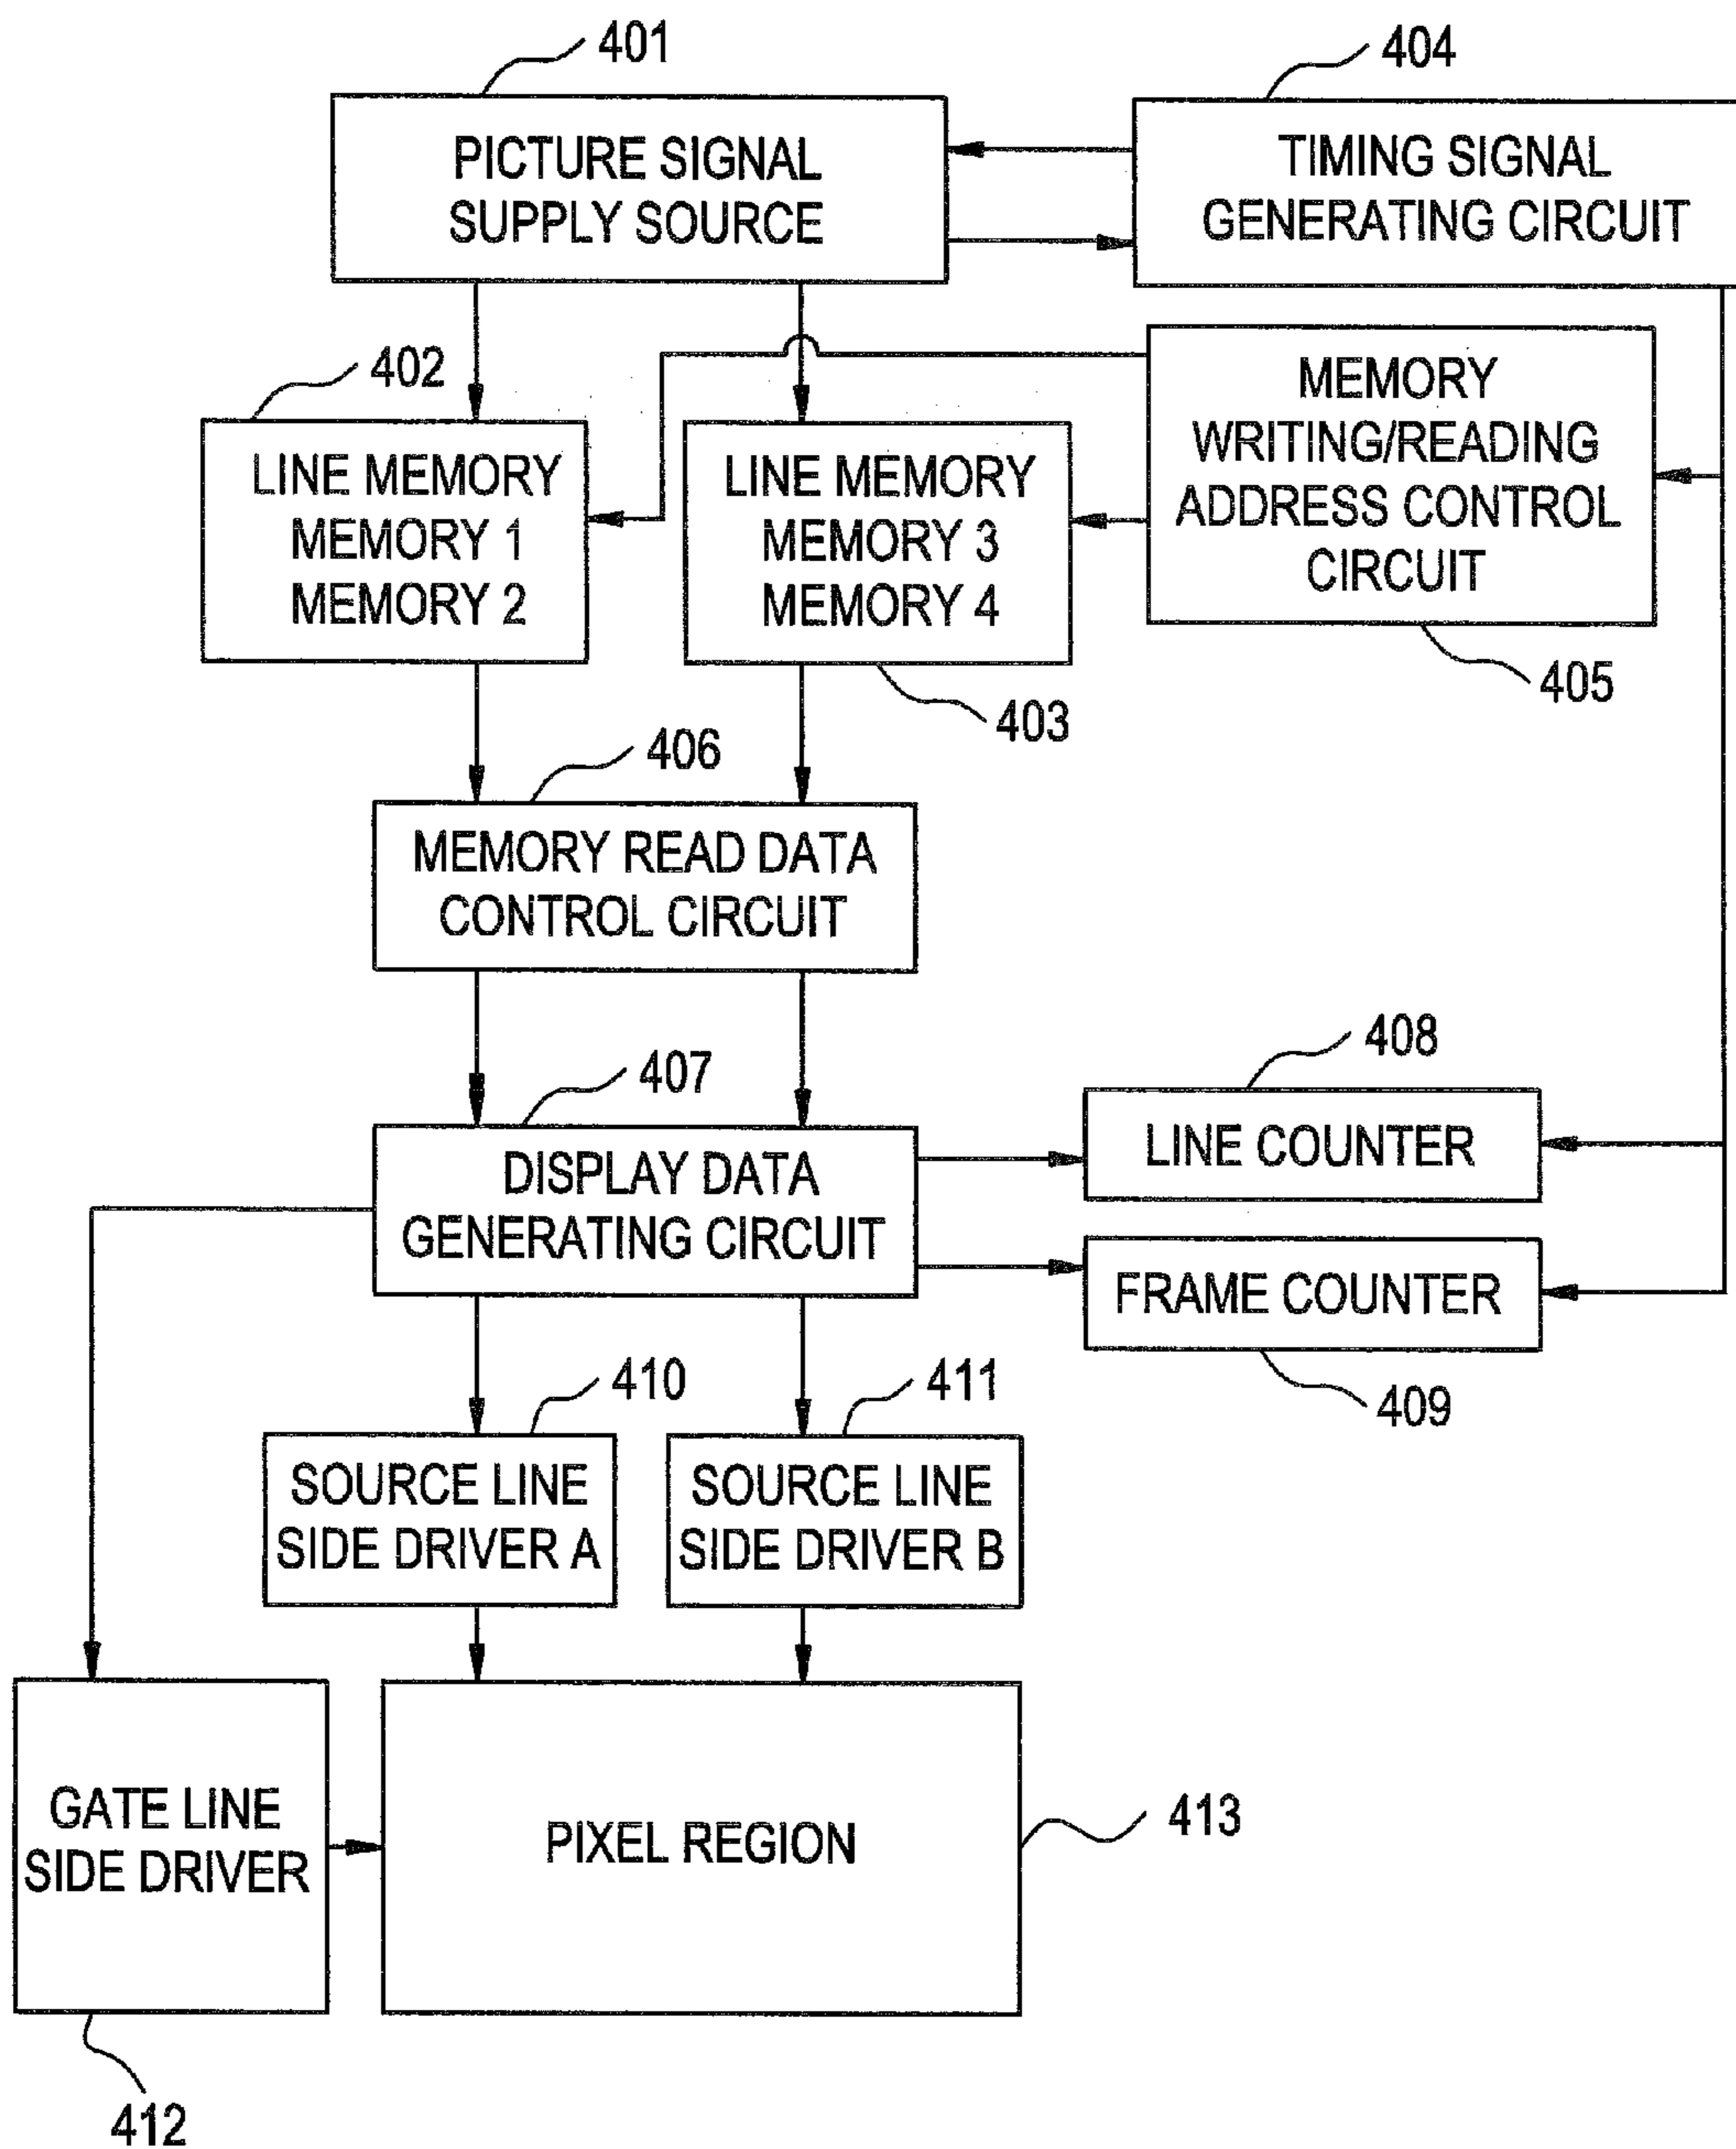 401
404
PICTURE SIGNAL
SUPPLY SOURCE
TIMING SIGNAL
GENERATING CIRCUIT
402
LINE MEMORY
MEMORY 1
MEMORY 2
LINE MEMORY
MEMORY 3
MEMORY 4
MEMORY
WRITING/READING
ADDRESS CONTROL
CIRCUIT
403
405
406
MEMORY READ DATA
CONTROL CIRCUIT
407
408
DISPLAY DATA
GENERATING CIRCUIT
LINE COUNTER
FRAME COUNTER
409
410
411
SOURCE LINE
SIDE DRIVER A
SOURCE LINE
SIDE DRIVER B
GATE LINE
SIDE DRIVER
PIXEL REGION
413
412